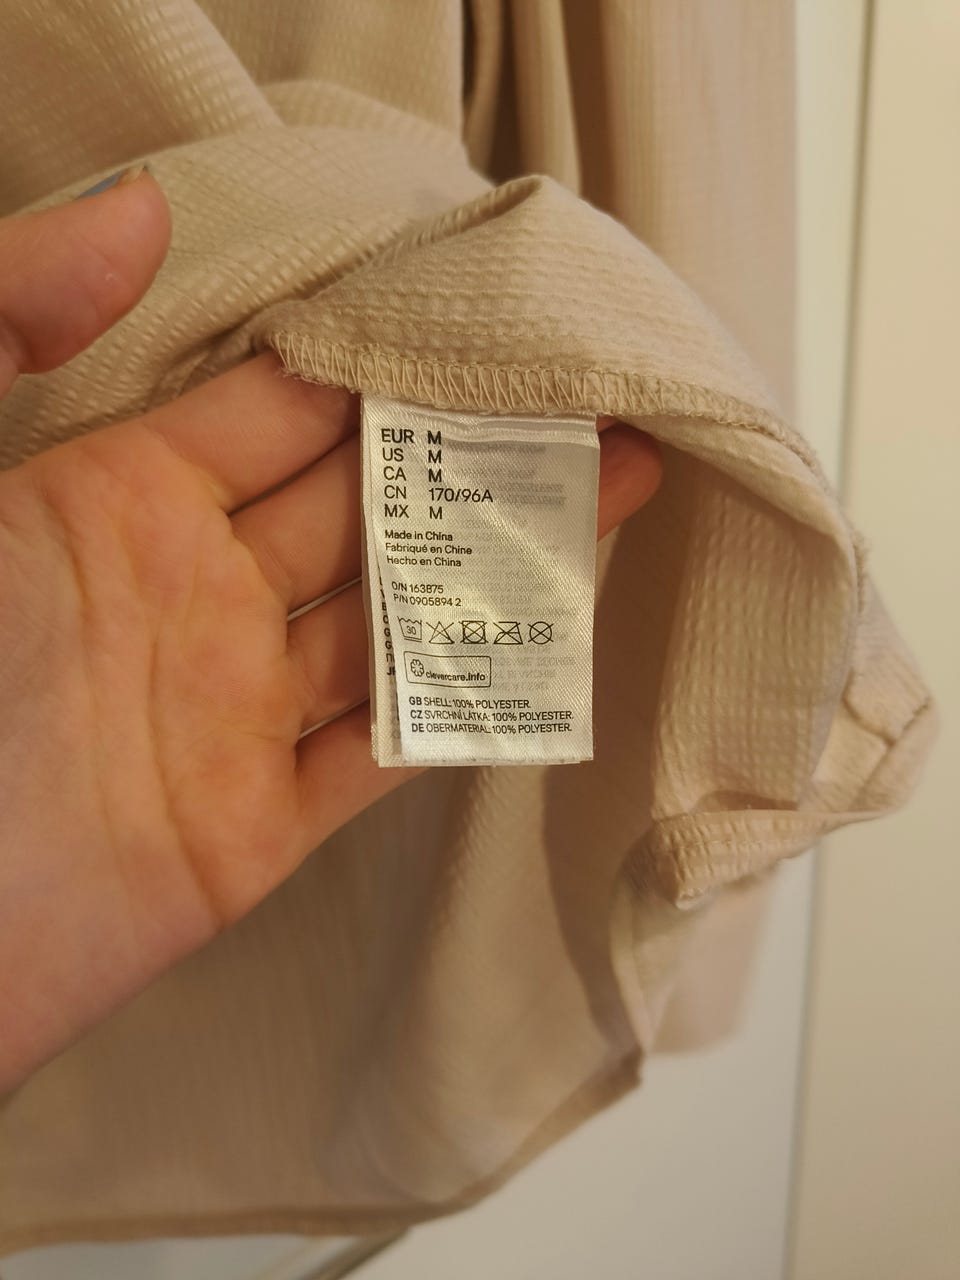 EUR M
US M
CA M
CN 170/96A
MX M
Made in China
Fabriqué en Chine
Hecho en China
O/N 163875
P/N 0905894 2
30
clevercare.info
GB SHELL: 100% POLYESTER.
CZ SVRCHNÍ LÁTKA: 100% POLYESTER.
DE OBERMATERIAL: 100% POLYESTER.